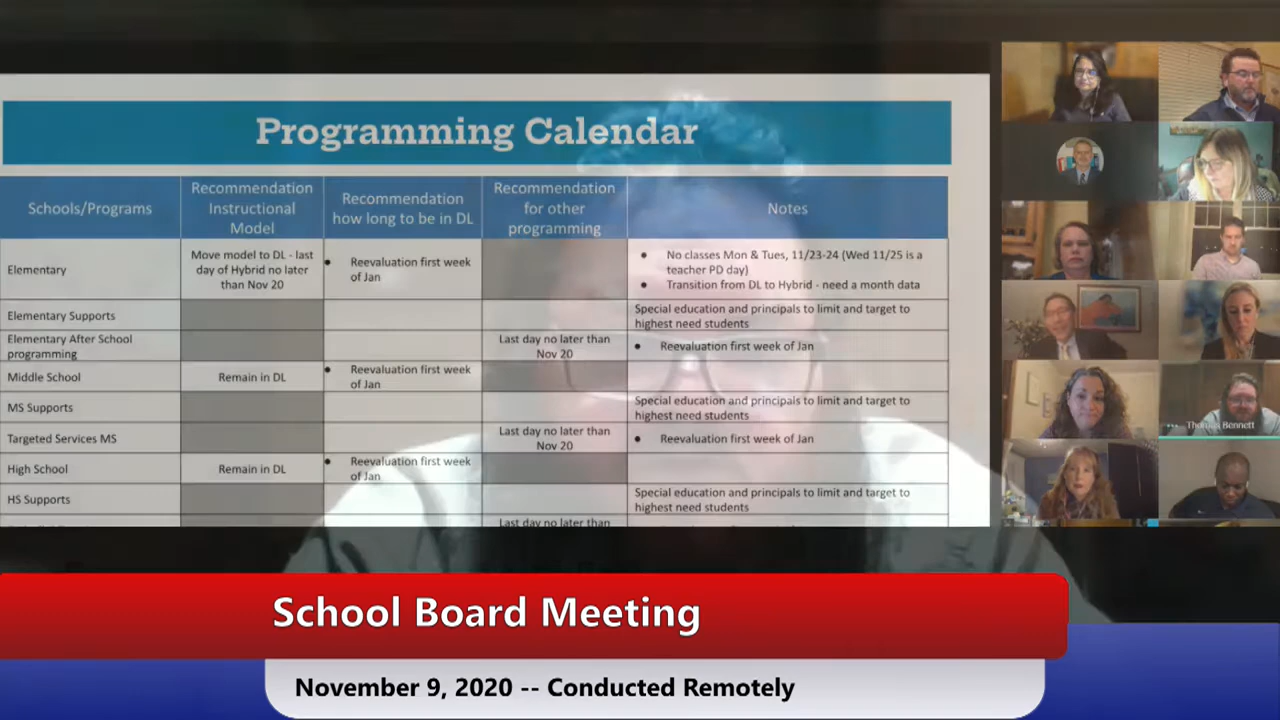 Programming Calendar
Schools/Programs
Recommendation
Instructional
Model
Recommendation
how long to be in DL
Recommendation
for other
programming
Notes
Elementary
Move model to DL - last
day of Hybrid no later
than Nov 20
• Reevaluation first week
of Jan
• No classes Mon & Tues, 11/23-24 (Wed 11/25 is a
teacher PD day)
• Transition from DL to Hybrid - need a month data
Elementary Supports
Special education and principals to limit and target to
highest need students
Elementary After School
programming
Last day no later than
Nov 20
• Reevaluation first week of Jan
Middle School
Remain in DL
• Reevaluation first week
of Jan
MS Supports
Special education and principals to limit and target to
highest need students
Targeted Services MS
Last day no later than
Nov 20
• Reevaluation first week of Jan
High School
Remain in DL
• Reevaluation first week
of Jan
HS Supports
Special education and principals to limit and target to
highest need students
Last day no later than
Thomas Bennett
School Board Meeting
November 9, 2020 -- Conducted Remotely